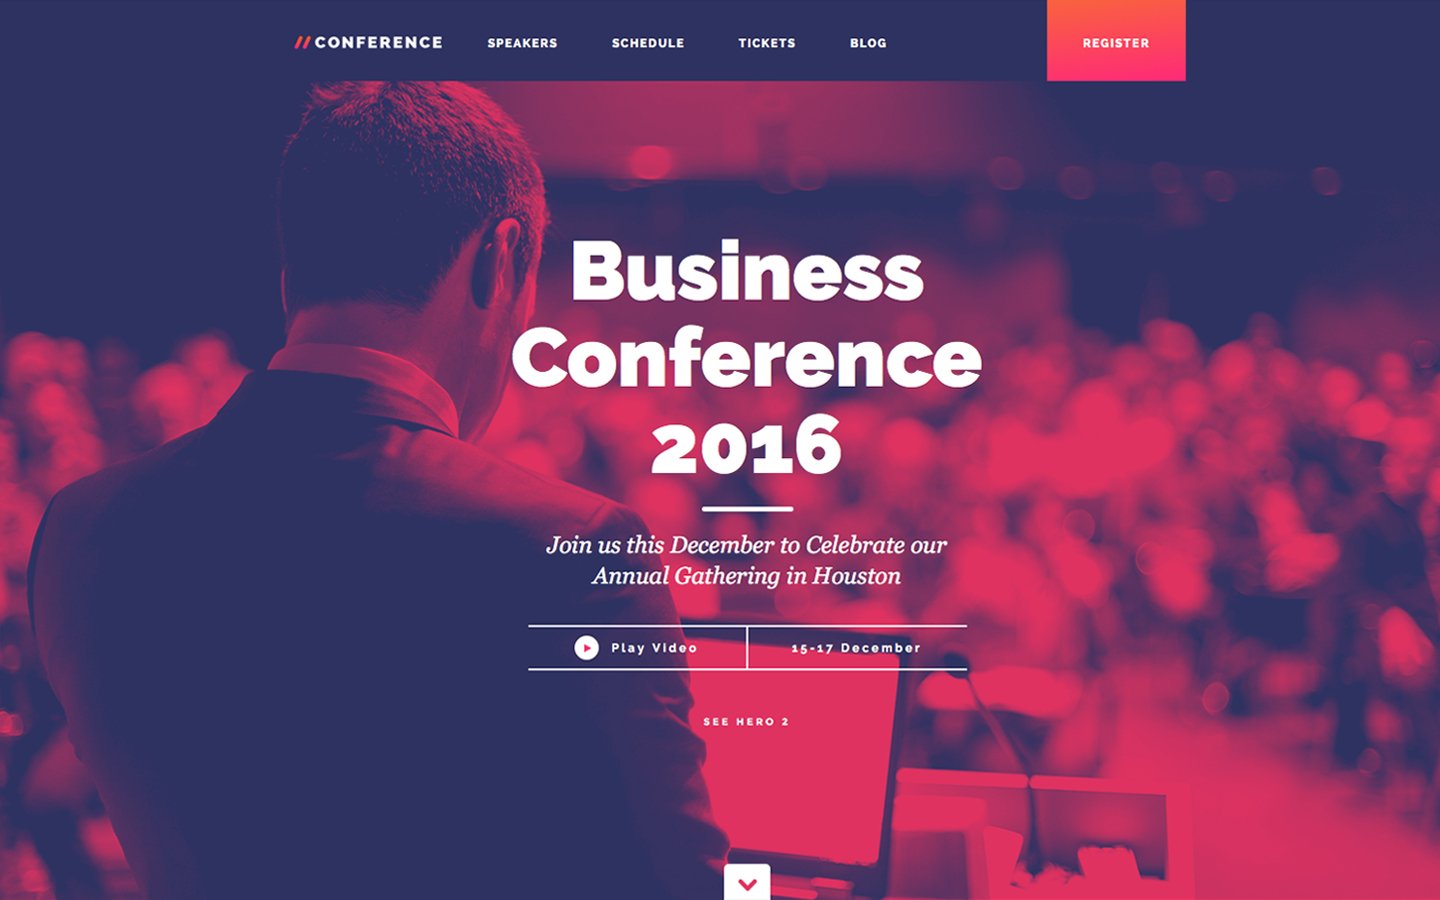 //CONFERENCE
SPEAKERS
SCHEDULE
TICKETS
BLOG
REGISTER
Business
Conference
2016
Join us this December to Celebrate our
Annual Gathering in Houston
Play Video
15-17 December
SEE HERO 2